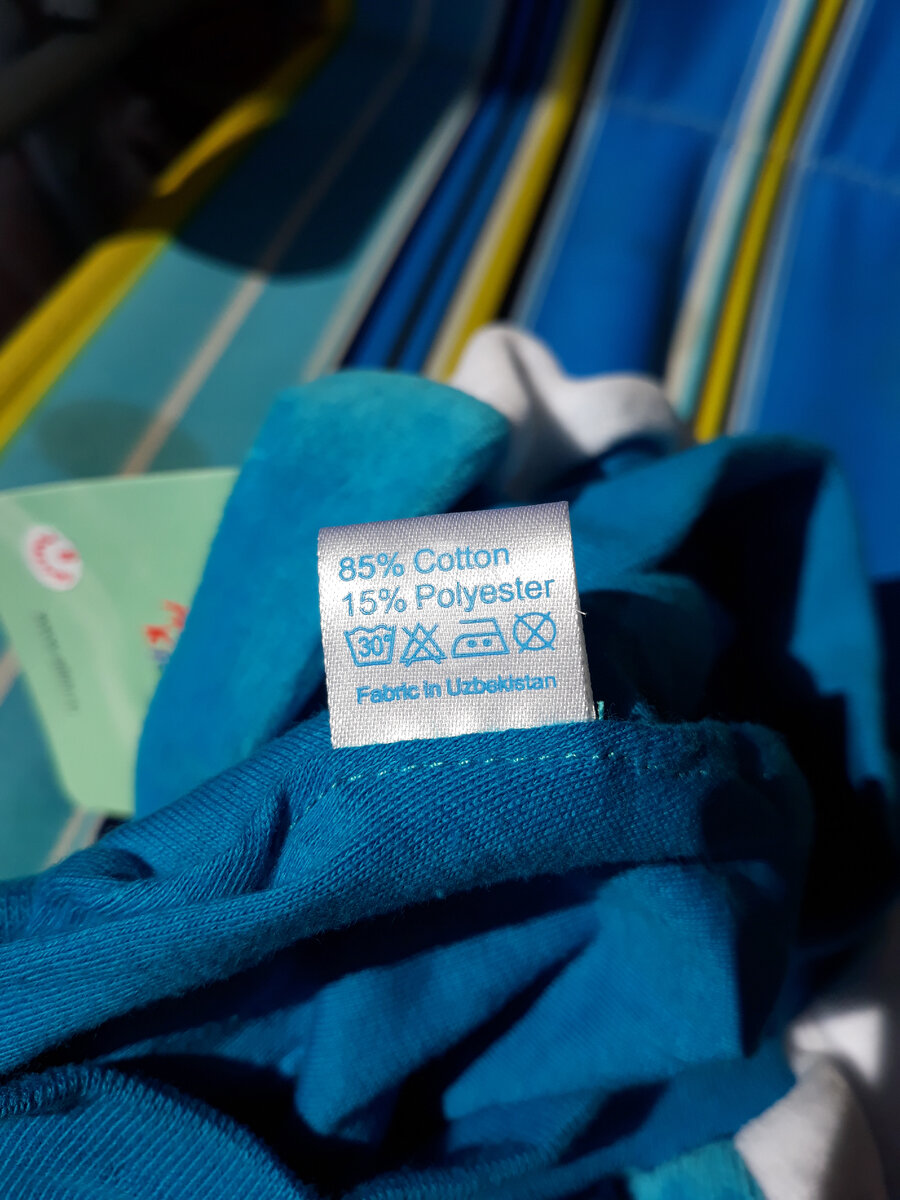 85% Cotton
15% Polyester
30°
Fabric in Uzbekistan